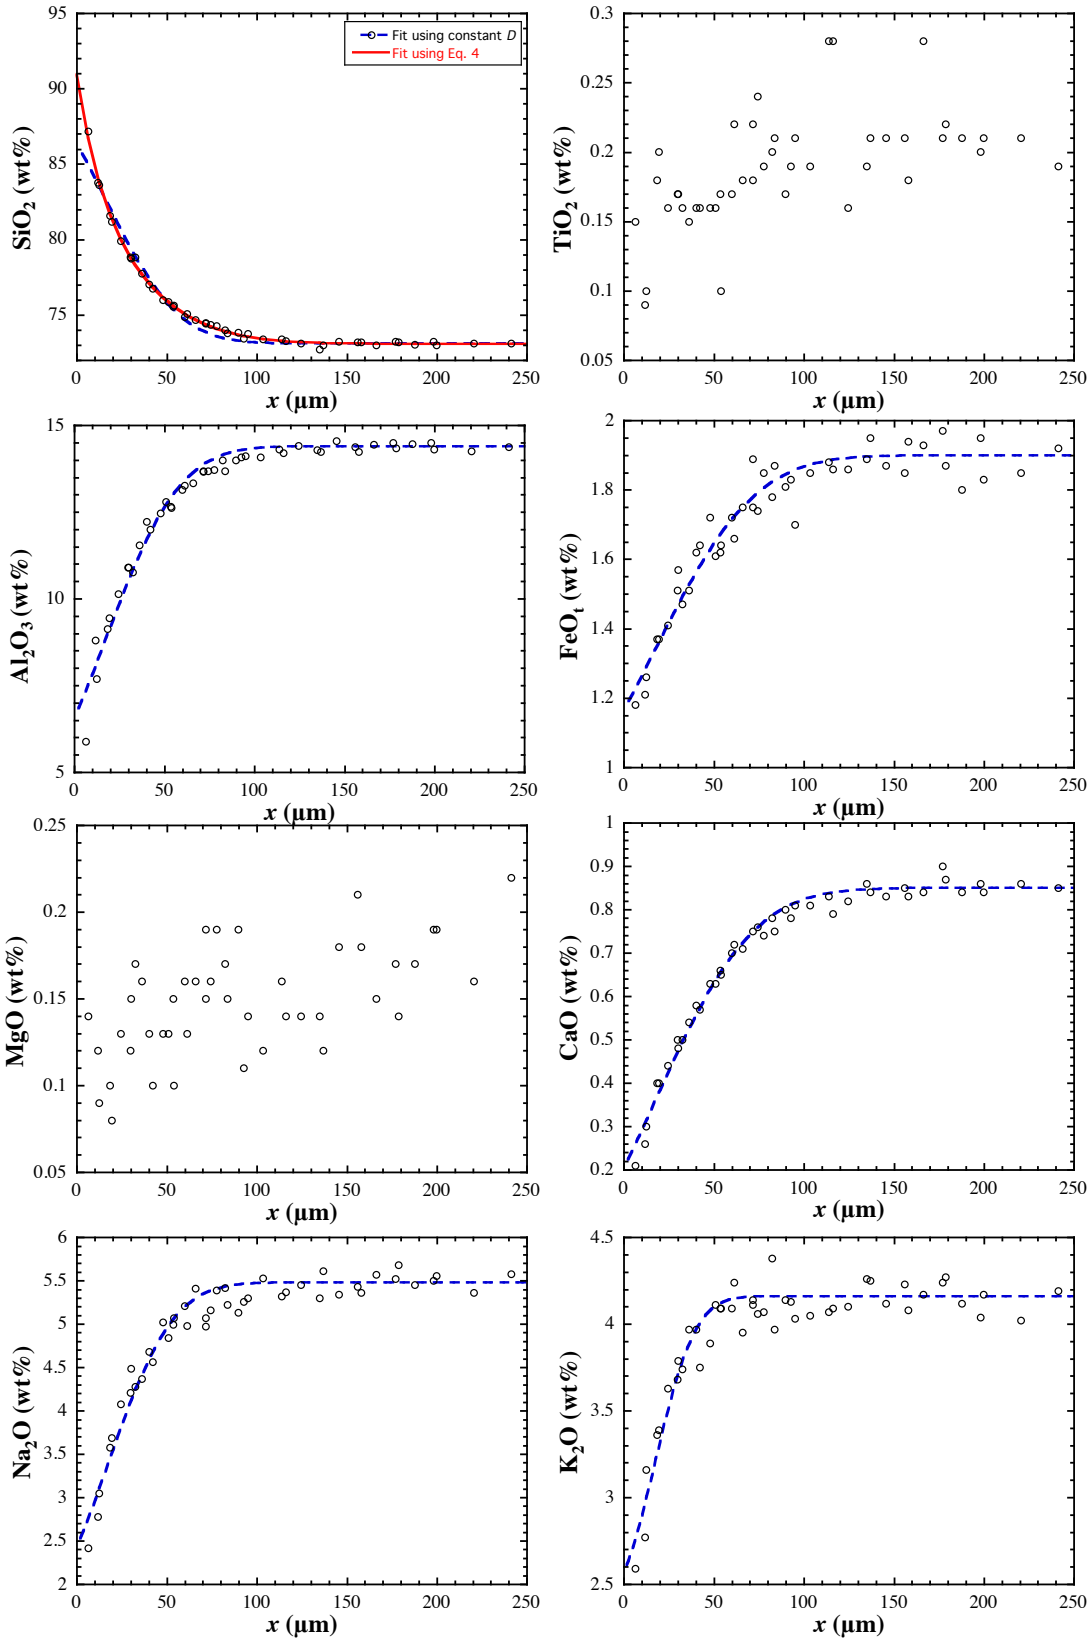 95
90
85
80
75
SiO2 (wt%)
Fit using constant D
Fit using Eq. 4
0 50 100 150 200 250
x (µm)
0.3
0.25
0.2
0.15
0.1
0.05
TiO2 (wt%)
0 50 100 150 200 250
x (µm)
15
10
5
Al2O3 (wt%)
0 50 100 150 200 250
x (µm)
2
1.8
1.6
1.4
1.2
1
FeOt (wt%)
0 50 100 150 200 250
x (µm)
0.25
0.2
0.15
0.1
0.05
MgO (wt%)
0 50 100 150 200 250
x (µm)
1
0.9
0.8
0.7
0.6
0.5
0.4
0.3
0.2
CaO (wt%)
0 50 100 150 200 250
x (µm)
6
5.5
5
4.5
4
3.5
3
2.5
2
Na2O (wt%)
0 50 100 150 200 250
x (µm)
4.5
4
3.5
3
2.5
K2O (wt%)
0 50 100 150 200 250
x (µm)